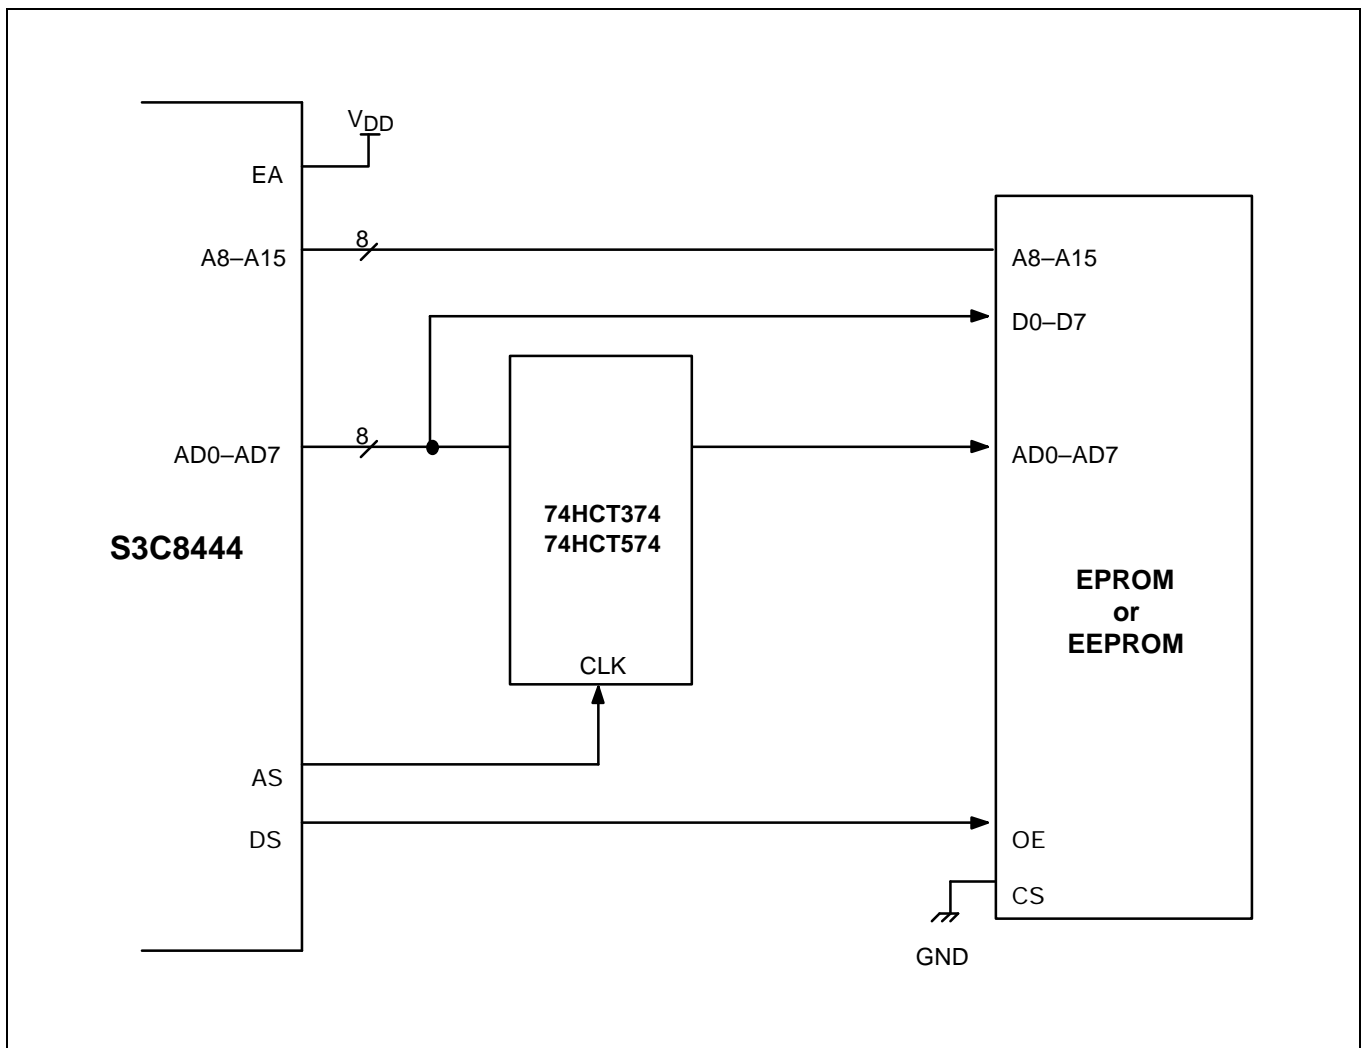 VDD
EA
8
A8–A15
A8–A15
D0–D7
8
AD0–AD7
AD0–AD7
74HCT374
74HCT574
S3C8444
EPROM
or
EEPROM
CLK
AS
DS
OE
CS
GND